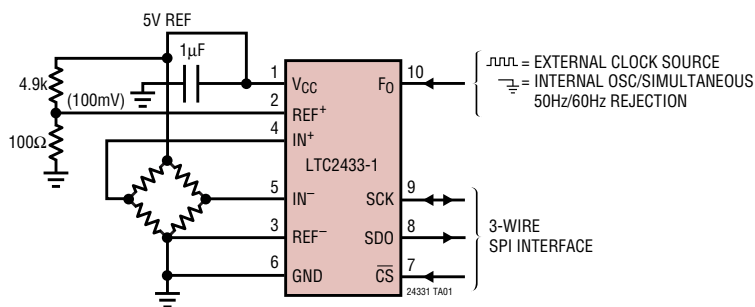 5V REF
1µF
4.9k
(100mV)
100Ω
1
2
4
5
3
6
VCC
REF+
IN+
LTC2433-1
IN–
REF–
GND
FO
SCK
SDO
CS
10
9
8
7
= EXTERNAL CLOCK SOURCE
= INTERNAL OSC/SIMULTANEOUS
50Hz/60Hz REJECTION
3-WIRE
SPI INTERFACE
24331 TA01